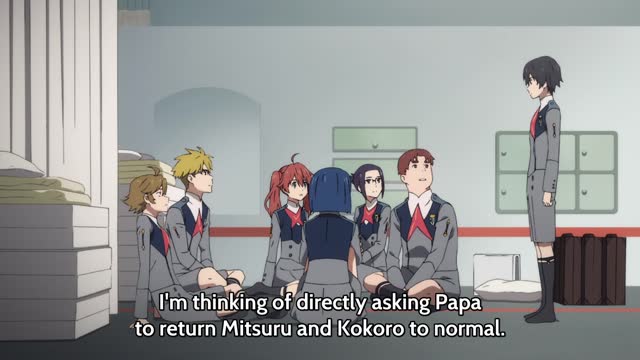 I'm thinking of directly asking Papa
to return Mitsuru and Kokoro to normal.